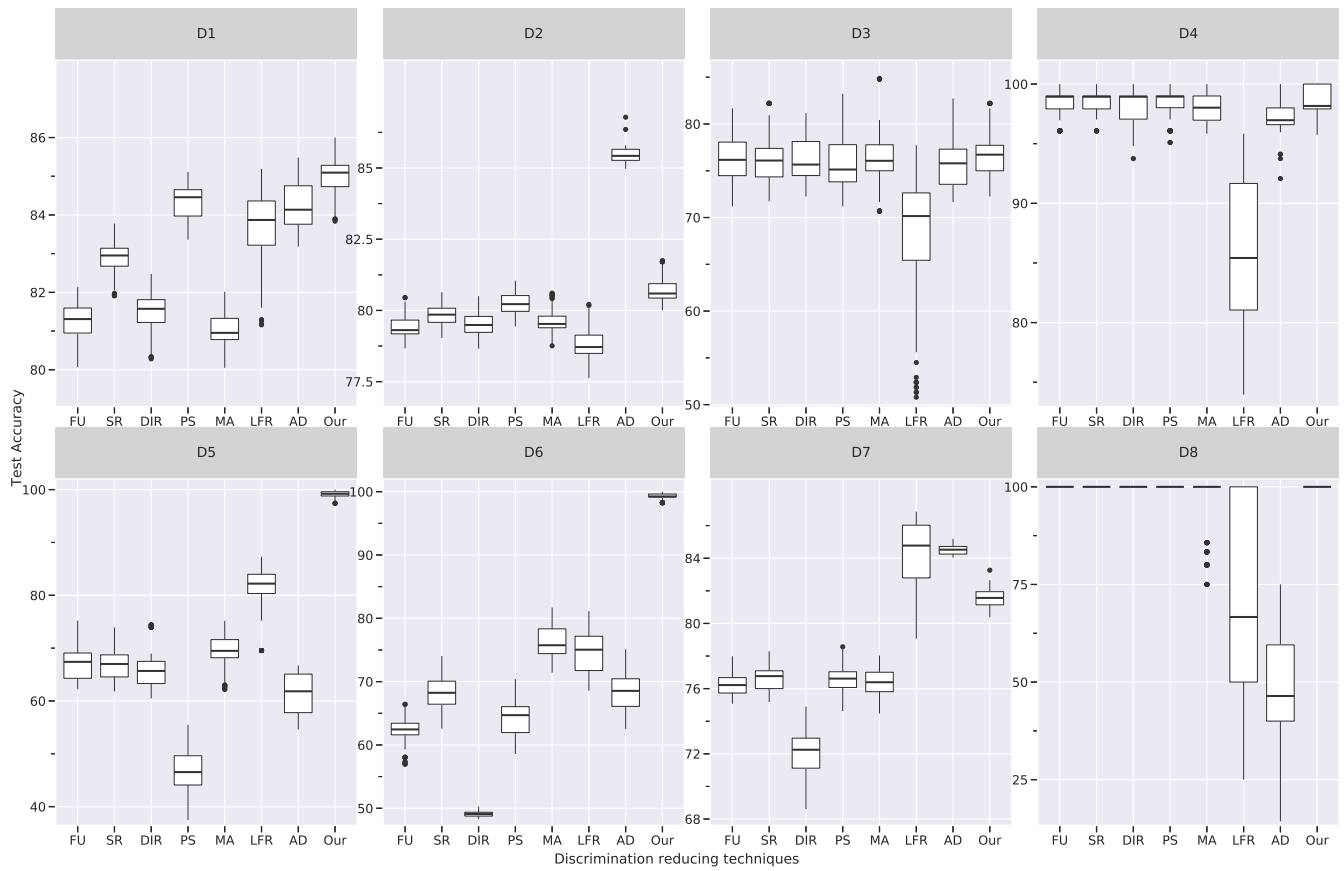 D1 D2 D3 D4
86
84
82
80
85
82.5
80
77.5
80
70
60
50
100
90
80
FU SR DIR PS MA LFR AD Our
FU SR DIR PS MA LFR AD Our
FU SR DIR PS MA LFR AD Our
FU SR DIR PS MA LFR AD Our
Test Accuracy
D5 D6 D7 D8
100
80
60
40
100
90
80
70
60
50
84
80
76
72
68
100
75
50
25
FU SR DIR PS MA LFR AD Our
FU SR DIR PS MA LFR AD Our
FU SR DIR PS MA LFR AD Our
FU SR DIR PS MA LFR AD Our
Discrimination reducing techniques